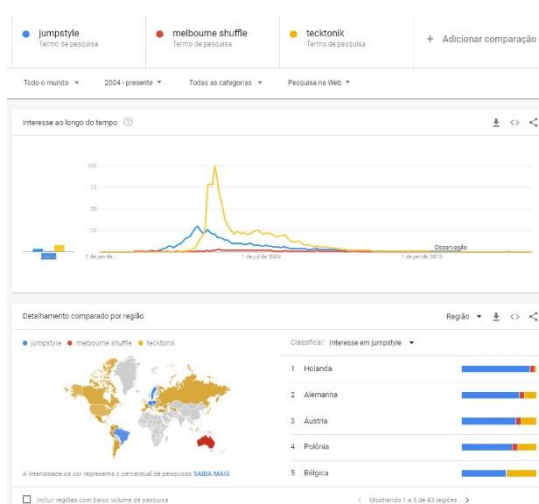 jumpstyle
Termo de pesquisa
melbourne shuffle
Termo de pesquisa
tecktonik
Termo de pesquisa
+ Adicionar comparação
Todo o mundo
2004 - presente
Todas as categorias
Pesquisa na Web
Interesse ao longo do tempo
100
75
50
25
1 de jan de...
1 de jul de 2009
1 de jan de 2015
Observação
Detalhamento comparado por região
Região
jumpstyle
melbourne shuffle
tecktonik
Classificar: Interesse em jumpstyle
1 Holanda
2 Alemanha
3 Áustria
4 Polônia
5 Bélgica
A intensidade da cor representa o percentual de pesquisas SAIBA MAIS
Incluir regiões com baixo volume de pesquisa
Mostrando 1 a 5 de 43 regiões